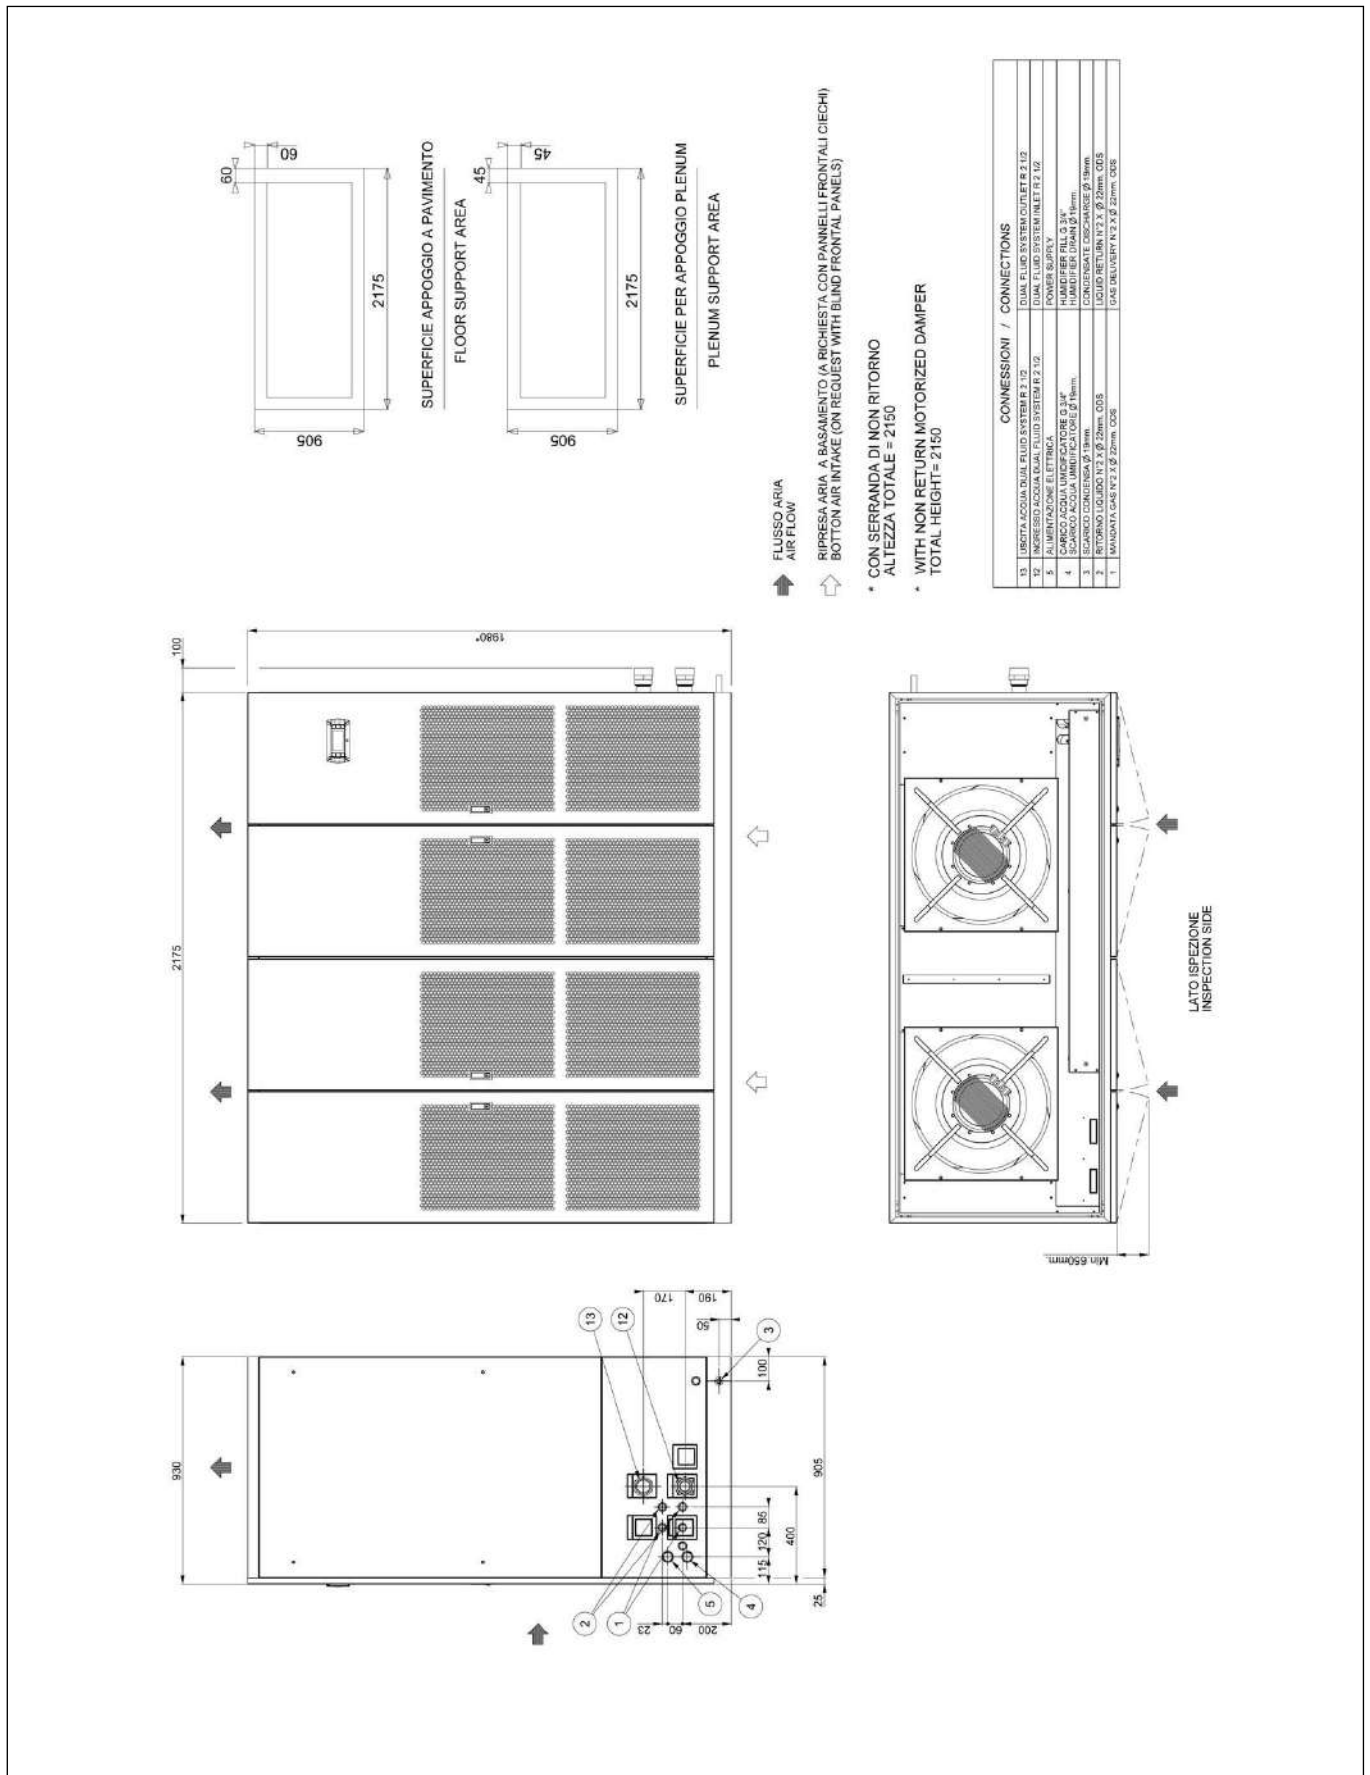 930
25
905
400
115
120
85
100
50
190
170
200
60
23
13
12
3
2
1
5
4
2175
100
1980*
Min 650mm.
LATO ISPEZIONE
INSPECTION SIDE
60
60
905
2175
SUPERFICIE APPOGGIO A PAVIMENTO
FLOOR SUPPORT AREA
45
45
905
2175
SUPERFICIE PER APPOGGIO PLENUM
PLENUM SUPPORT AREA
FLUSSO ARIA
AIR FLOW
RIPRESA ARIA A BASAMENTO (A RICHIESTA CON PANNELLI FRONTALI CIECHI)
BOTTON AIR INTAKE (ON REQUEST WITH BLIND FRONTAL PANELS)
* CON SERRANDA DI NON RITORNO
ALTEZZA TOTALE = 2150
* WITH NON RETURN MOTORIZED DAMPER
TOTAL HEIGHT= 2150
CONNESSIONI / CONNECTIONS
13 USCITA ACQUA DUAL FLUID SYSTEM R 2 1/2 DUAL FLUID SYSTEM OUTLET R 2 1/2
12 INGRESSO ACQUA DUAL FLUID SYSTEM R 2 1/2 DUAL FLUID SYSTEM INLET R 2 1/2
5 ALIMENTAZIONE ELETTRICA POWER SUPPLY
4 CARICO ACQUA UMIDIFICATORE G 3/4" HUMIDIFIER FILL G 3/4"
SCARICO ACQUA UMIDIFICATORE Ø 19mm. HUMIDIFIER DRAIN Ø 19mm.
3 SCARICO CONDENSA Ø 19mm. CONDENSATE DISCHARGE Ø 19mm.
2 RITORNO LIQUIDO N°2 X Ø 22mm. ODS LIQUID RETURN N°2 X Ø 22mm. ODS
1 MANDATA GAS N°2 X Ø 22mm. ODS GAS DELIVERY N°2 X Ø 22mm. ODS